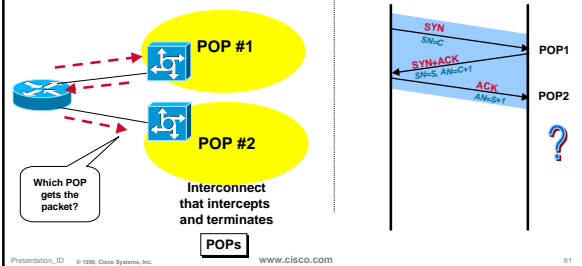 POP #1
POP #2
Which POP
gets the
packet?
Interconnect
that intercepts
and terminates
POPs
SYN
SN=C
POP1
SYN+ACK
SN=S, AN=C+1
ACK
AN=S+1
POP2
?
Presentation_ID © 1999, Cisco Systems, Inc. www.cisco.com 81